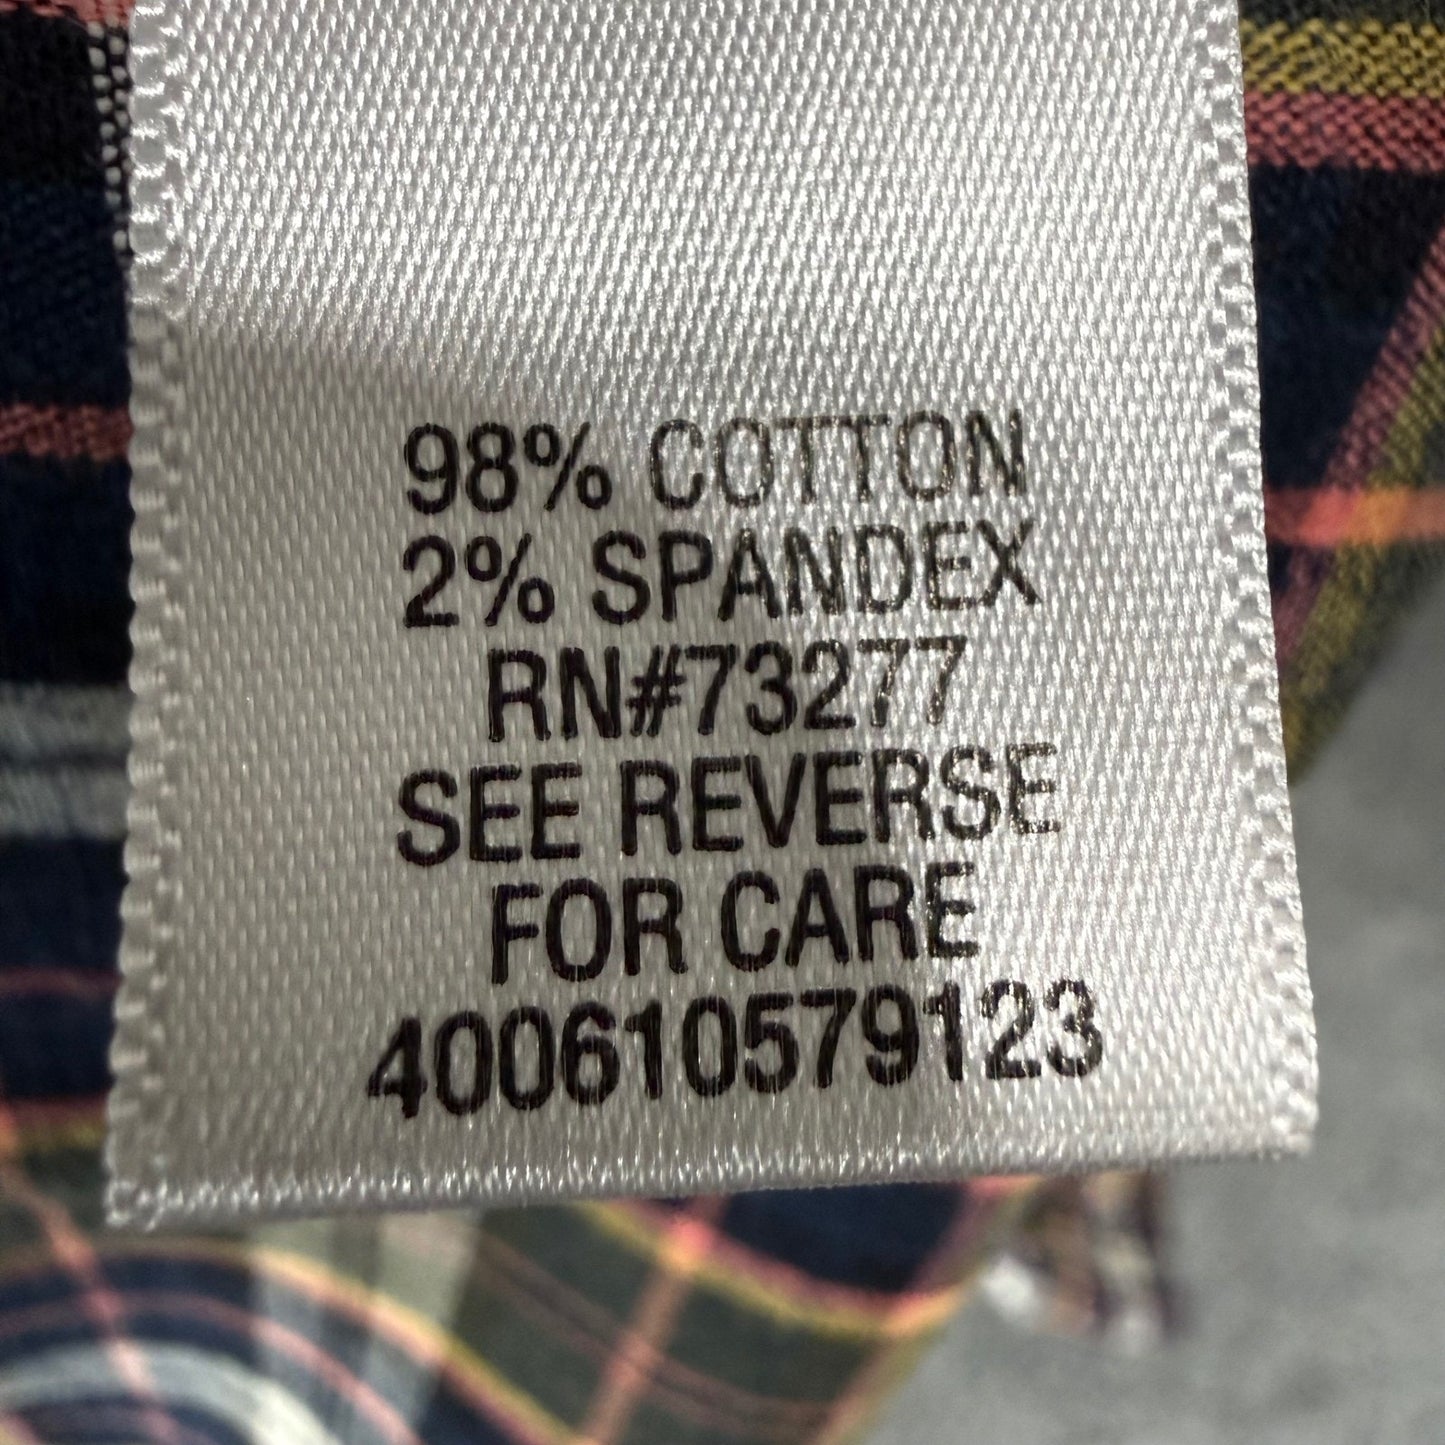 98% COTTON
2% SPANDEX
RN#73277
SEE REVERSE
FOR CARE
400610579123